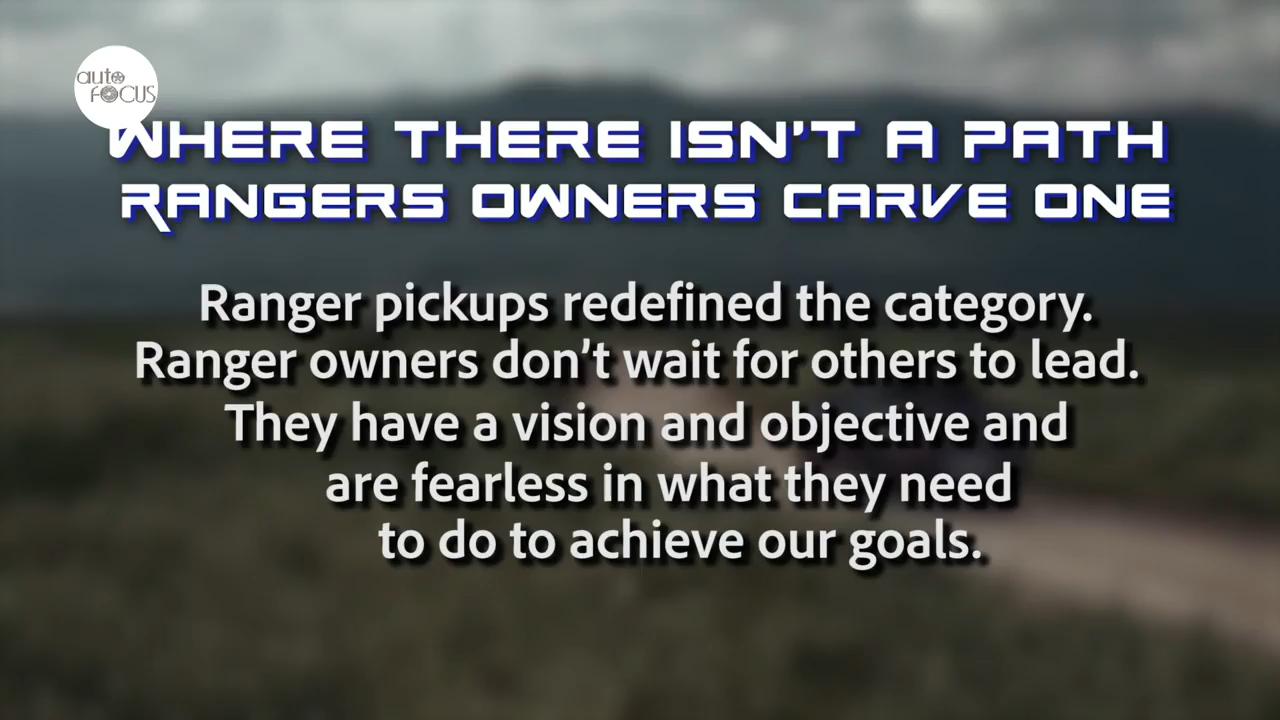 auto
FOCUS
WHERE THERE ISN'T A PATH
RANGERS OWNERS CARVE ONE
Ranger pickups redefined the category.
Ranger owners don't wait for others to lead.
They have a vision and objective and
are fearless in what they need
to do to achieve our goals.